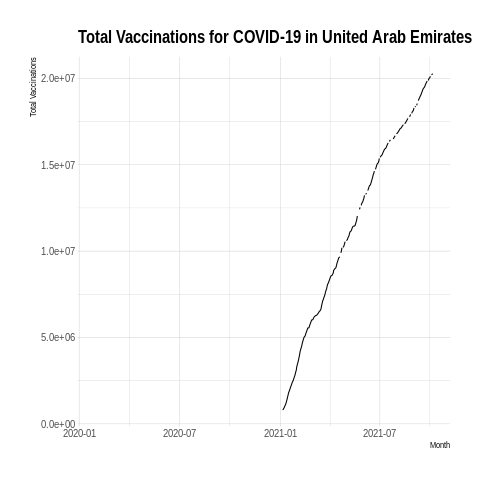 Total Vaccinations for COVID-19 in United Arab Emirates
Total Vaccinations
2.0e+07
1.5e+07
1.0e+07
5.0e+06
0.0e+00
2020-01
2020-07
2021-01
2021-07
Month